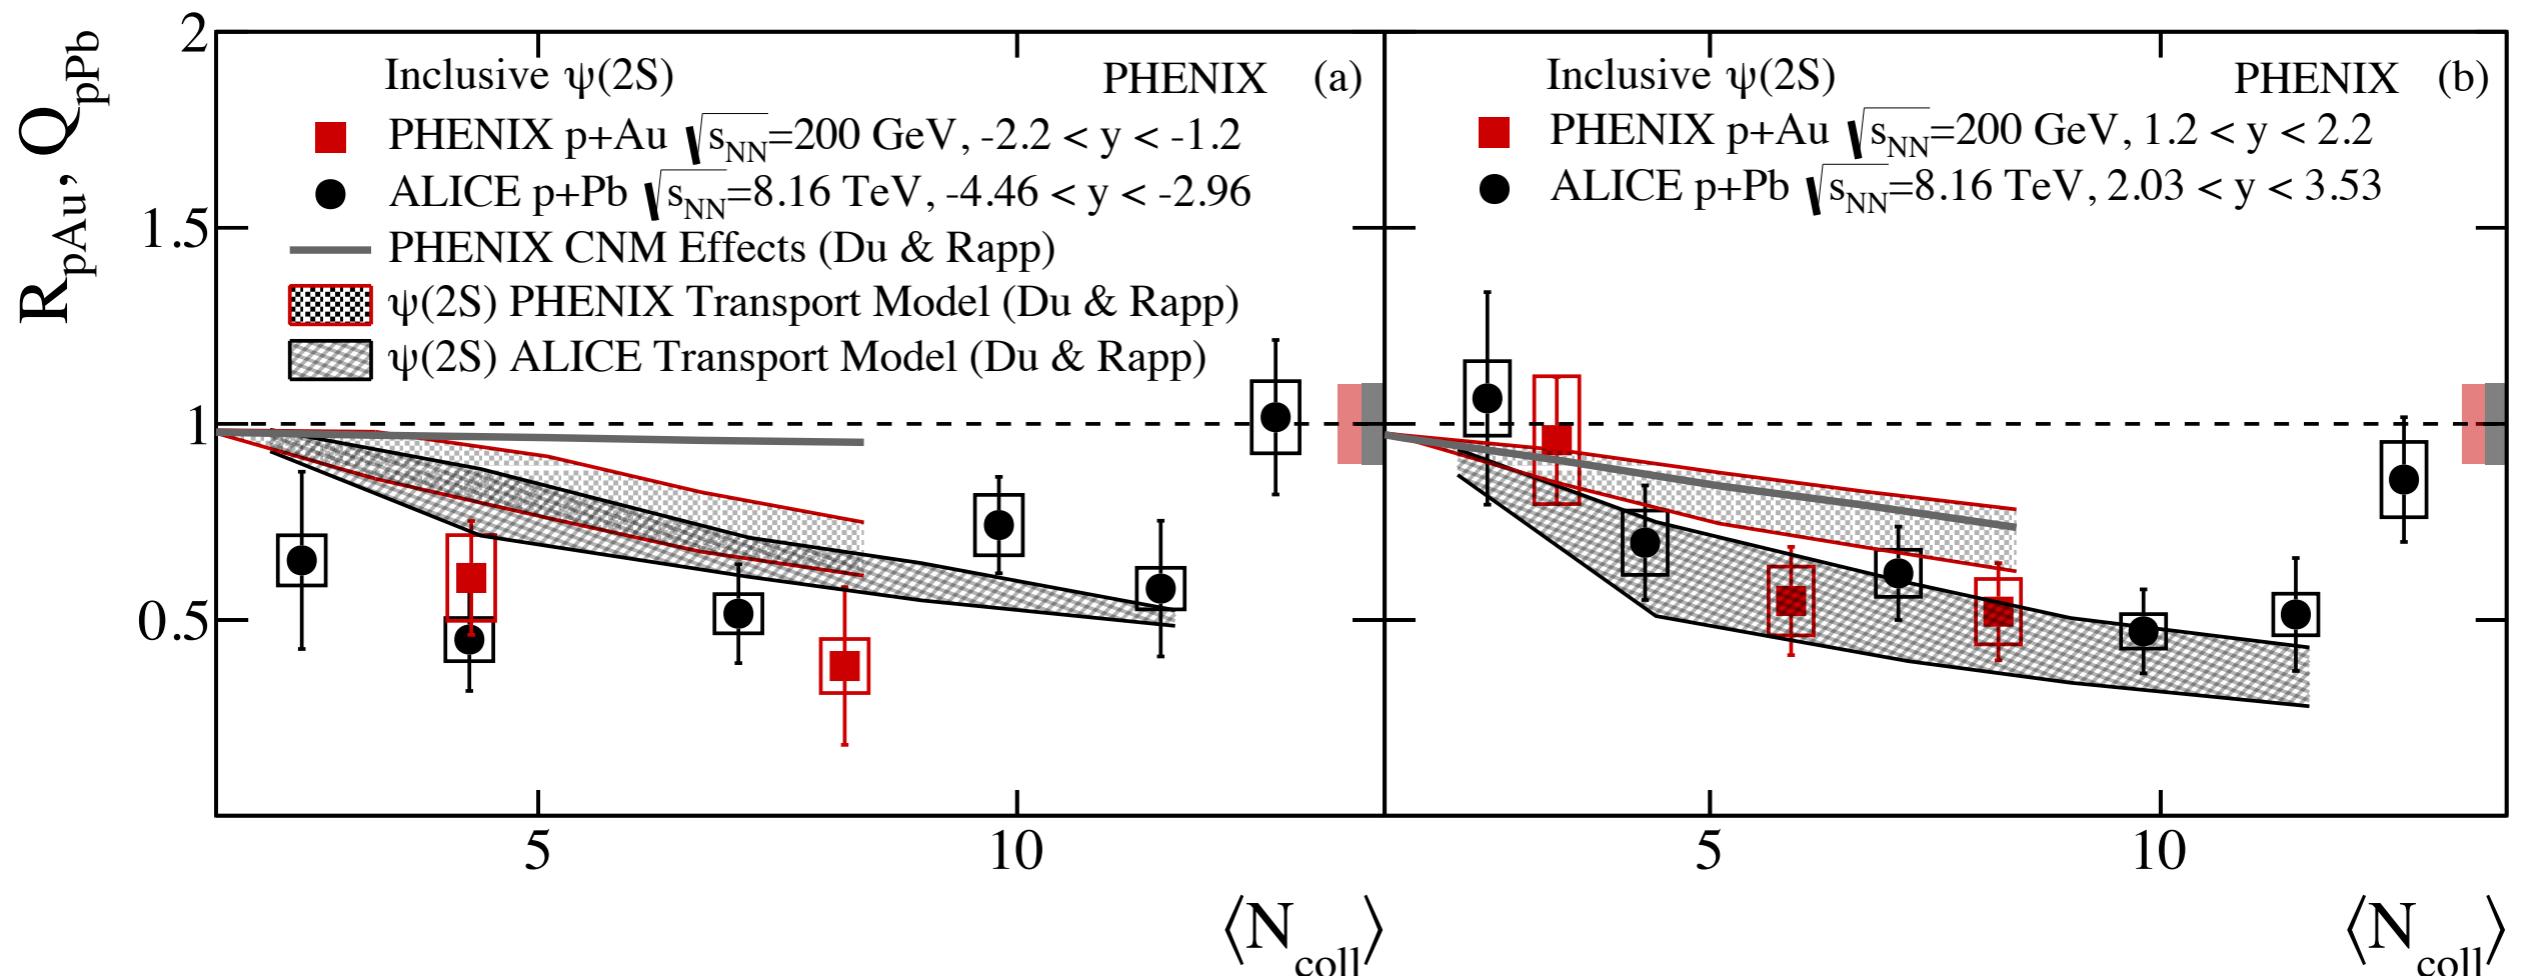 R_pAu, Q_pPb
2
1.5
1
0.5
Inclusive ψ(2S)
PHENIX (a)
PHENIX p+Au √s_NN=200 GeV, -2.2 < y < -1.2
ALICE p+Pb √s_NN=8.16 TeV, -4.46 < y < -2.96
PHENIX CNM Effects (Du & Rapp)
ψ(2S) PHENIX Transport Model (Du & Rapp)
ψ(2S) ALICE Transport Model (Du & Rapp)
5 10
⟨N_coll⟩
Inclusive ψ(2S)
PHENIX (b)
PHENIX p+Au √s_NN=200 GeV, 1.2 < y < 2.2
ALICE p+Pb √s_NN=8.16 TeV, 2.03 < y < 3.53
5 10
⟨N_coll⟩